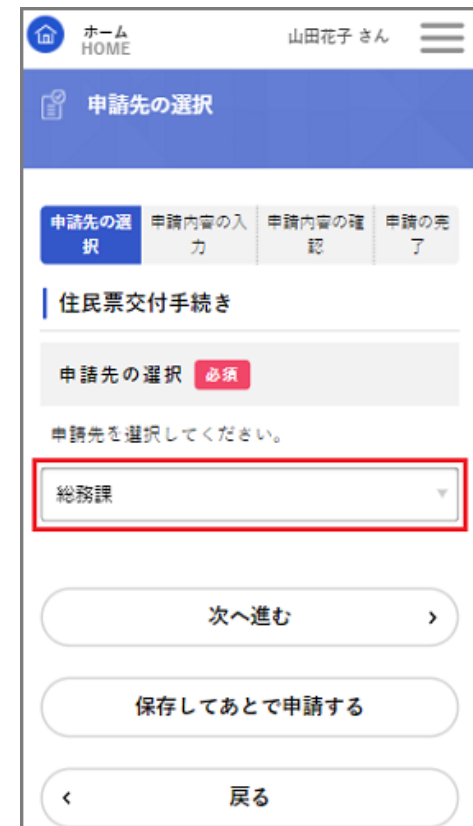 ホーム
HOME
山田花子 さん
申請先の選択
申請先の選
択
申請内容の入
力
申請内容の確
認
申請の完
了
住民票交付手続き
申請先の選択 必須
申請先を選択してください。
総務課
次へ進む
保存してあとで申請する
戻る